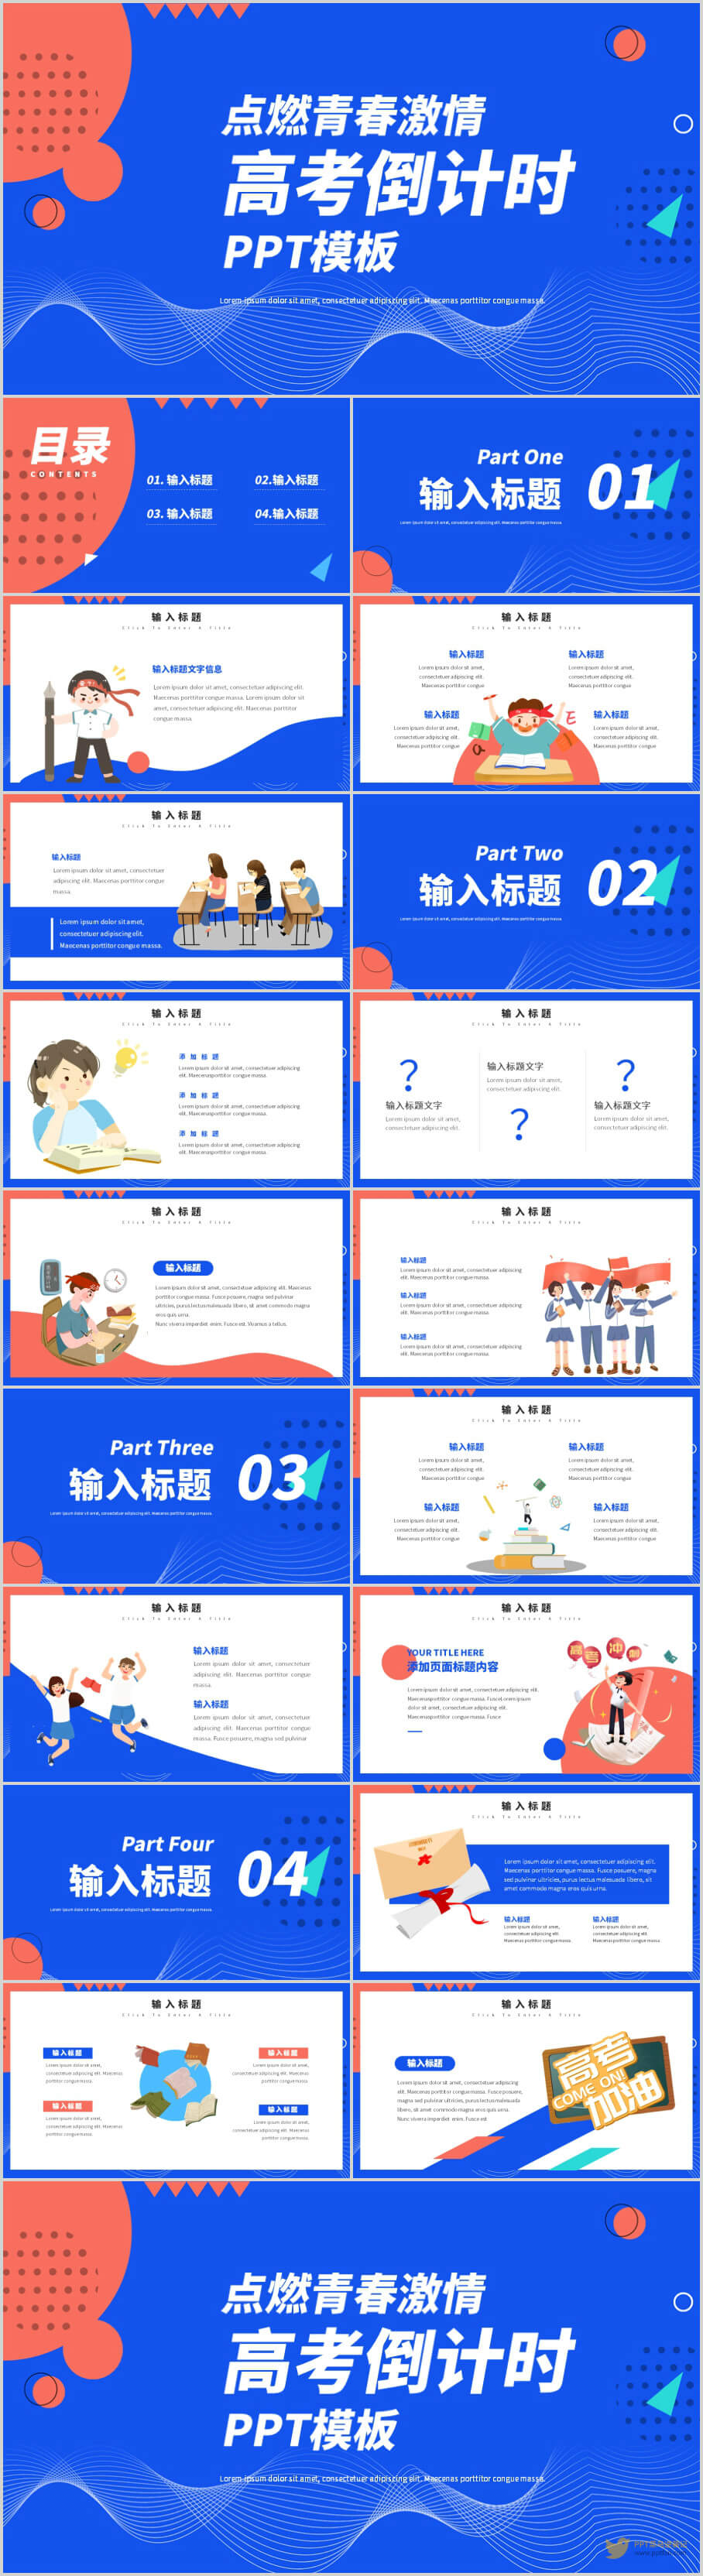 点燃青春激情
高考倒计时
PPT模板
Lorem ipsum dolor sit amet, consectetuer adipiscing elit. Maecenas porttitor congue massa.
目录
CONTENTS
01. 输入标题
02.输入标题
03. 输入标题
04.输入标题
Part One
输入标题
01
Lorem ipsum dolor sit amet, consectetuer adipiscing elit. Maecenas porttitor congue massa.
输入标题
Click To Enter A Title
输入标题文字信息
Lorem ipsum dolor sit amet, consectetuer adipiscing elit.
Maecenas porttitor congue massa. Lorem ipsum dolor sit
amet, consectetuer adipiscing elit. Maecenas porttitor
congue massa.
输入标题
Click To Enter A Title
输入标题
Lorem ipsum dolor sit amet,
consectetuer adipiscing elit.
Maecenas porttitor congue
输入标题
Lorem ipsum dolor sit amet,
consectetuer adipiscing elit.
Maecenas porttitor congue
输入标题
Lorem ipsum dolor sit amet,
consectetuer adipiscing elit.
Maecenas porttitor congue
输入标题
Lorem ipsum dolor sit amet,
consectetuer adipiscing elit.
Maecenas porttitor congue
输入标题
Click To Enter A Title
输入标题
Lorem ipsum dolor sit amet, consectetuer
adipiscing elit. Maecenas porttitor congue
massa.
Lorem ipsum dolor sit amet,
consectetuer adipiscing elit.
Maecenas porttitor congue massa.
Part Two
输入标题
02
Lorem ipsum dolor sit amet, consectetuer adipiscing elit. Maecenas porttitor congue massa.
输入标题
Click To Enter A Title
添加标题
Lorem ipsum dolor sit amet, consectetuer adipiscing
elit. Maecenas porttitor congue massa.
添加标题
Lorem ipsum dolor sit amet, consectetuer adipiscing
elit. Maecenas porttitor congue massa.
添加标题
Lorem ipsum dolor sit amet, consectetuer adipiscing
elit. Maecenas porttitor congue massa.
输入标题
Click To Enter A Title
?
输入标题文字
Lorem ipsum dolor sit amet,
consectetuer adipiscing elit.
输入标题文字
Lorem ipsum dolor sit amet,
consectetuer adipiscing elit.
?
?
输入标题文字
Lorem ipsum dolor sit amet,
consectetuer adipiscing elit.
输入标题
Click To Enter A Title
输入标题
Lorem ipsum dolor sit amet, consectetuer adipiscing elit. Maecenas
porttitor congue massa. Fusce posuere, magna sed pulvinar
ultricies, purus lectus malesuada libero, sit amet commodo magna
eros quis urna.
Nunc viverra imperdiet enim. Fusce est. Vivamus a tellus.
输入标题
Click To Enter A Title
输入标题
Lorem ipsum dolor sit amet, consectetuer adipiscing
elit. Maecenas porttitor congue massa.
输入标题
Lorem ipsum dolor sit amet, consectetuer adipiscing
elit. Maecenas porttitor congue massa.
输入标题
Lorem ipsum dolor sit amet, consectetuer adipiscing
elit. Maecenas porttitor congue massa.
Part Three
输入标题
03
Lorem ipsum dolor sit amet, consectetuer adipiscing elit. Maecenas porttitor congue massa.
输入标题
Click To Enter A Title
输入标题
Lorem ipsum dolor sit amet,
consectetuer adipiscing elit.
Maecenas porttitor congue
输入标题
Lorem ipsum dolor sit amet,
consectetuer adipiscing elit.
Maecenas porttitor congue
输入标题
Lorem ipsum dolor sit amet,
consectetuer adipiscing elit.
Maecenas porttitor congue
输入标题
Lorem ipsum dolor sit amet,
consectetuer adipiscing elit.
Maecenas porttitor congue
输入标题
Click To Enter A Title
输入标题
Lorem ipsum dolor sit amet, consectetuer
adipiscing elit. Maecenas porttitor congue
massa.
输入标题
Lorem ipsum dolor sit amet, consectetuer
adipiscing elit. Maecenas porttitor congue
massa. Fusce posuere, magna sed pulvinar
输入标题
Click To Enter A Title
YOUR TITLE HERE
添加页面标题内容
Lorem ipsum dolor sit amet, consectetuer adipiscing elit.
Maecenas porttitor congue massa. Fusce Lorem ipsum
dolor sit amet, consectetuer adipiscing elit.
Maecenas porttitor congue massa. Fusce
高考冲刺
Part Four
输入标题
04
Lorem ipsum dolor sit amet, consectetuer adipiscing elit. Maecenas porttitor congue massa.
输入标题
Click To Enter A Title
Lorem ipsum dolor sit amet, consectetuer adipiscing elit.
Maecenas porttitor congue massa. Fusce posuere, magna
sed pulvinar ultricies, purus lectus malesuada libero, sit
amet commodo magna eros quis urna.
输入标题
Lorem ipsum dolor sit amet,
consectetuer adipiscing elit.
Maecenas porttitor congue massa.
输入标题
Lorem ipsum dolor sit amet,
consectetuer adipiscing elit.
Maecenas porttitor congue massa.
输入标题
Click To Enter A Title
输入标题
Lorem ipsum dolor sit amet,
consectetuer adipiscing elit. Maecenas
porttitor congue massa.
输入标题
Lorem ipsum dolor sit amet,
consectetuer adipiscing elit. Maecenas
porttitor congue massa.
输入标题
Lorem ipsum dolor sit amet,
consectetuer adipiscing elit. Maecenas
porttitor congue massa.
输入标题
Lorem ipsum dolor sit amet,
consectetuer adipiscing elit. Maecenas
porttitor congue massa.
输入标题
Click To Enter A Title
输入标题
Lorem ipsum dolor sit amet, consectetuer adipiscing
elit. Maecenas porttitor congue massa. Fusce posuere,
magna sed pulvinar ultricies, purus lectus malesuada
libero, sit amet commodo magna eros quis urna.
Nunc viverra imperdiet enim. Fusce est
高考
COME ON!
加油
点燃青春激情
高考倒计时
PPT模板
Lorem ipsum dolor sit amet, consectetuer adipiscing elit. Maecenas porttitor congue massa.